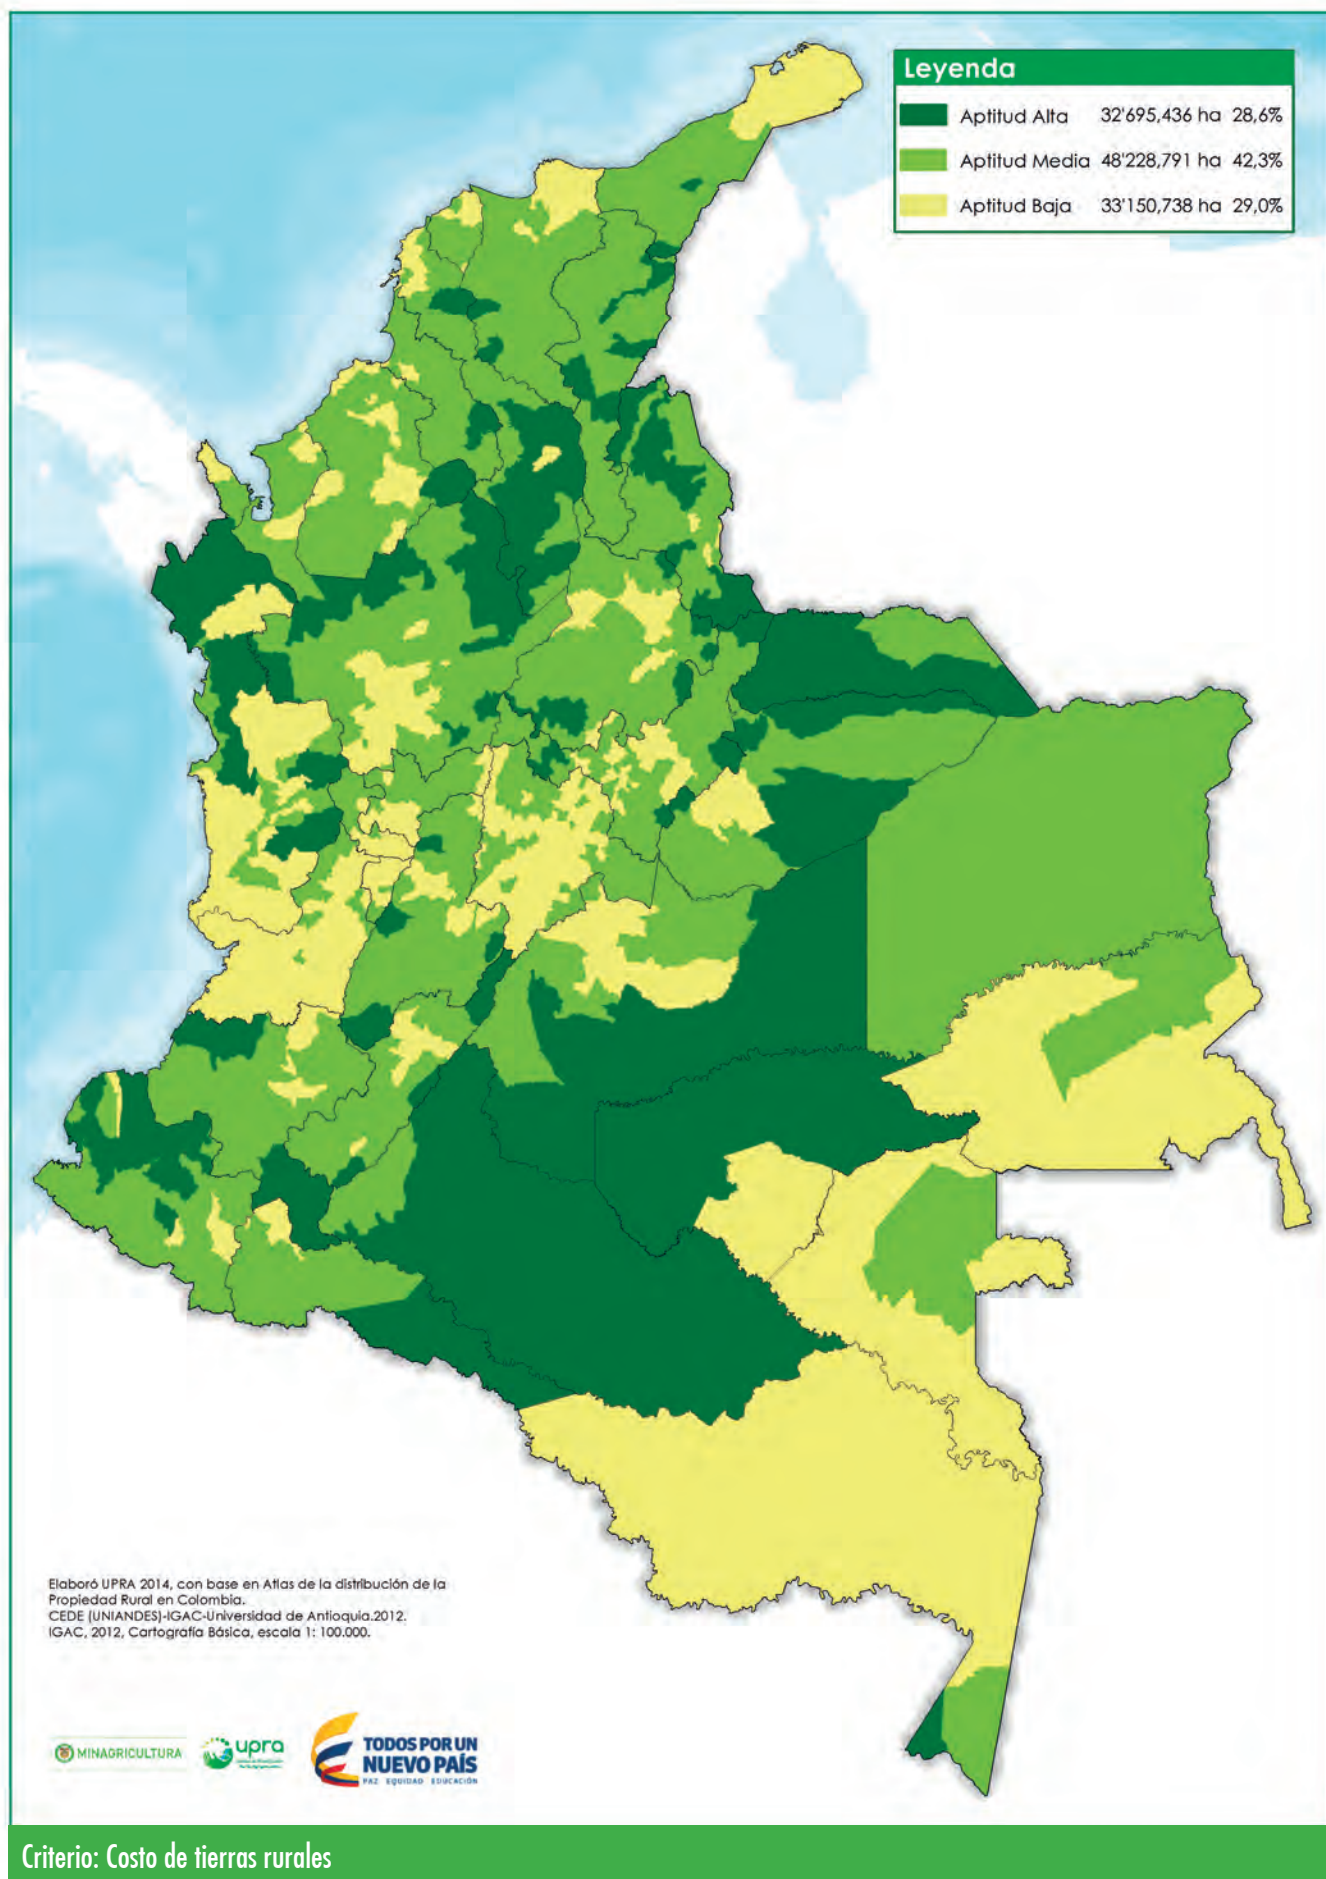 Leyenda
Aptitud Alta 32'695,436 ha 28,6%
Aptitud Media 48'228,791 ha 42,3%
Aptitud Baja 33'150,738 ha 29,0%
Elaboró UPRA 2014, con base en Atlas de la distribución de la
Propiedad Rural en Colombia.
CEDE (UNIANDES)-IGAC-Universidad de Antioquia.2012.
IGAC, 2012, Cartografía Básica, escala 1: 100.000.
MINAGRICULTURA
upra
TODOS POR UN
NUEVO PAÍS
PAZ EQUIDAD EDUCACIÓN
Criterio: Costo de tierras rurales